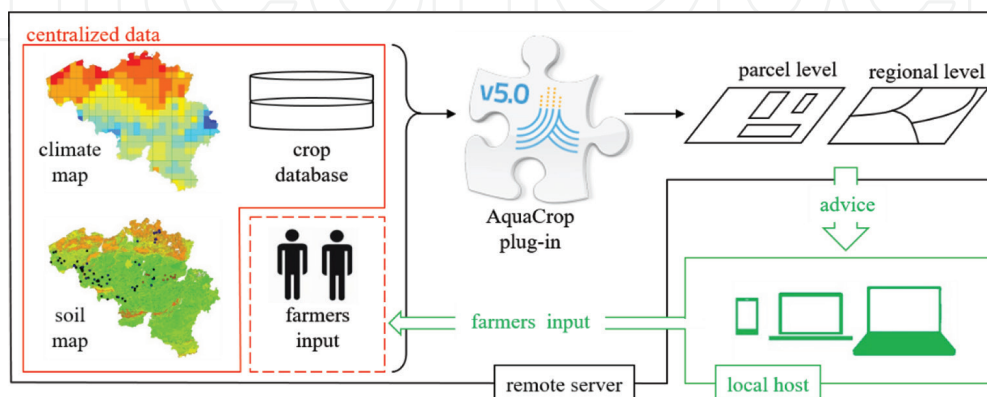 centralized data
climate
map
crop
database
soil
map
farmers
input
v5.0
AquaCrop
plug-in
parcel level
regional level
advice
farmers input
remote server
local host